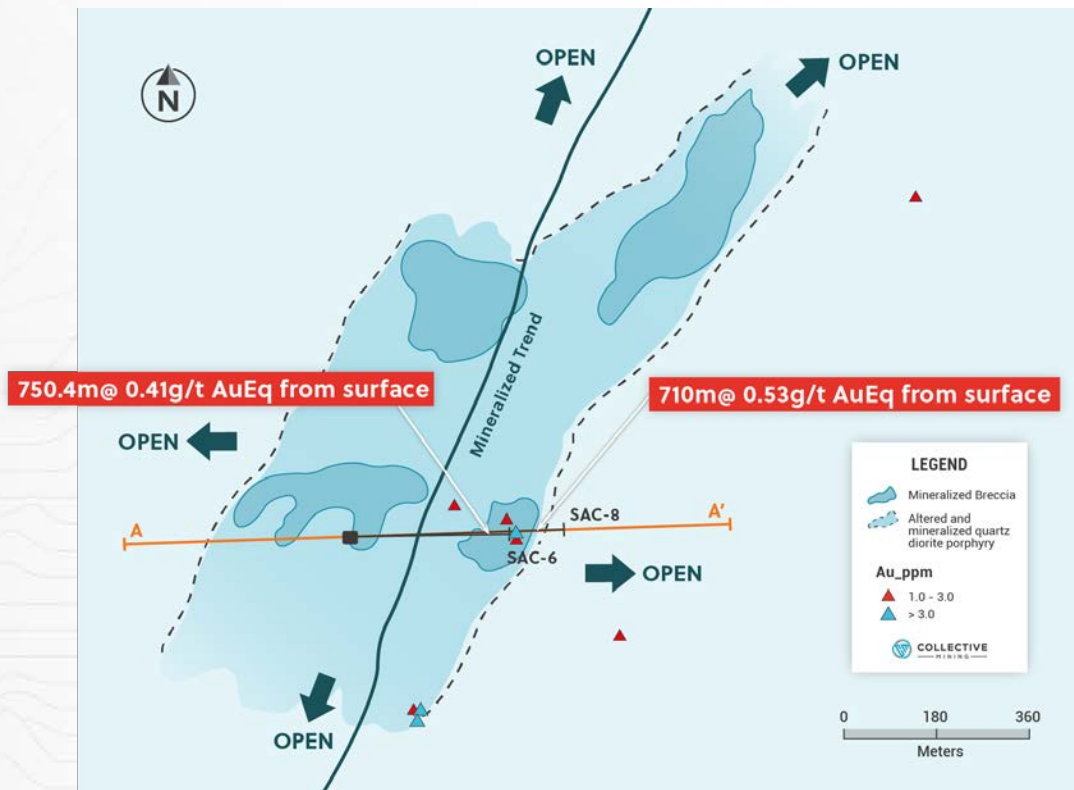 OPEN
OPEN
N
Mineralized Trend
750.4m@ 0.41g/t AuEq from surface
710m@ 0.53g/t AuEq from surface
OPEN
A
A'
SAC-8
SAC-6
OPEN
OPEN
LEGEND
Mineralized Breccia
Altered and
mineralized quartz
diorite porphyry
Au_ppm
1.0 - 3.0
> 3.0
COLLECTIVE
MINING
0 180 360
Meters